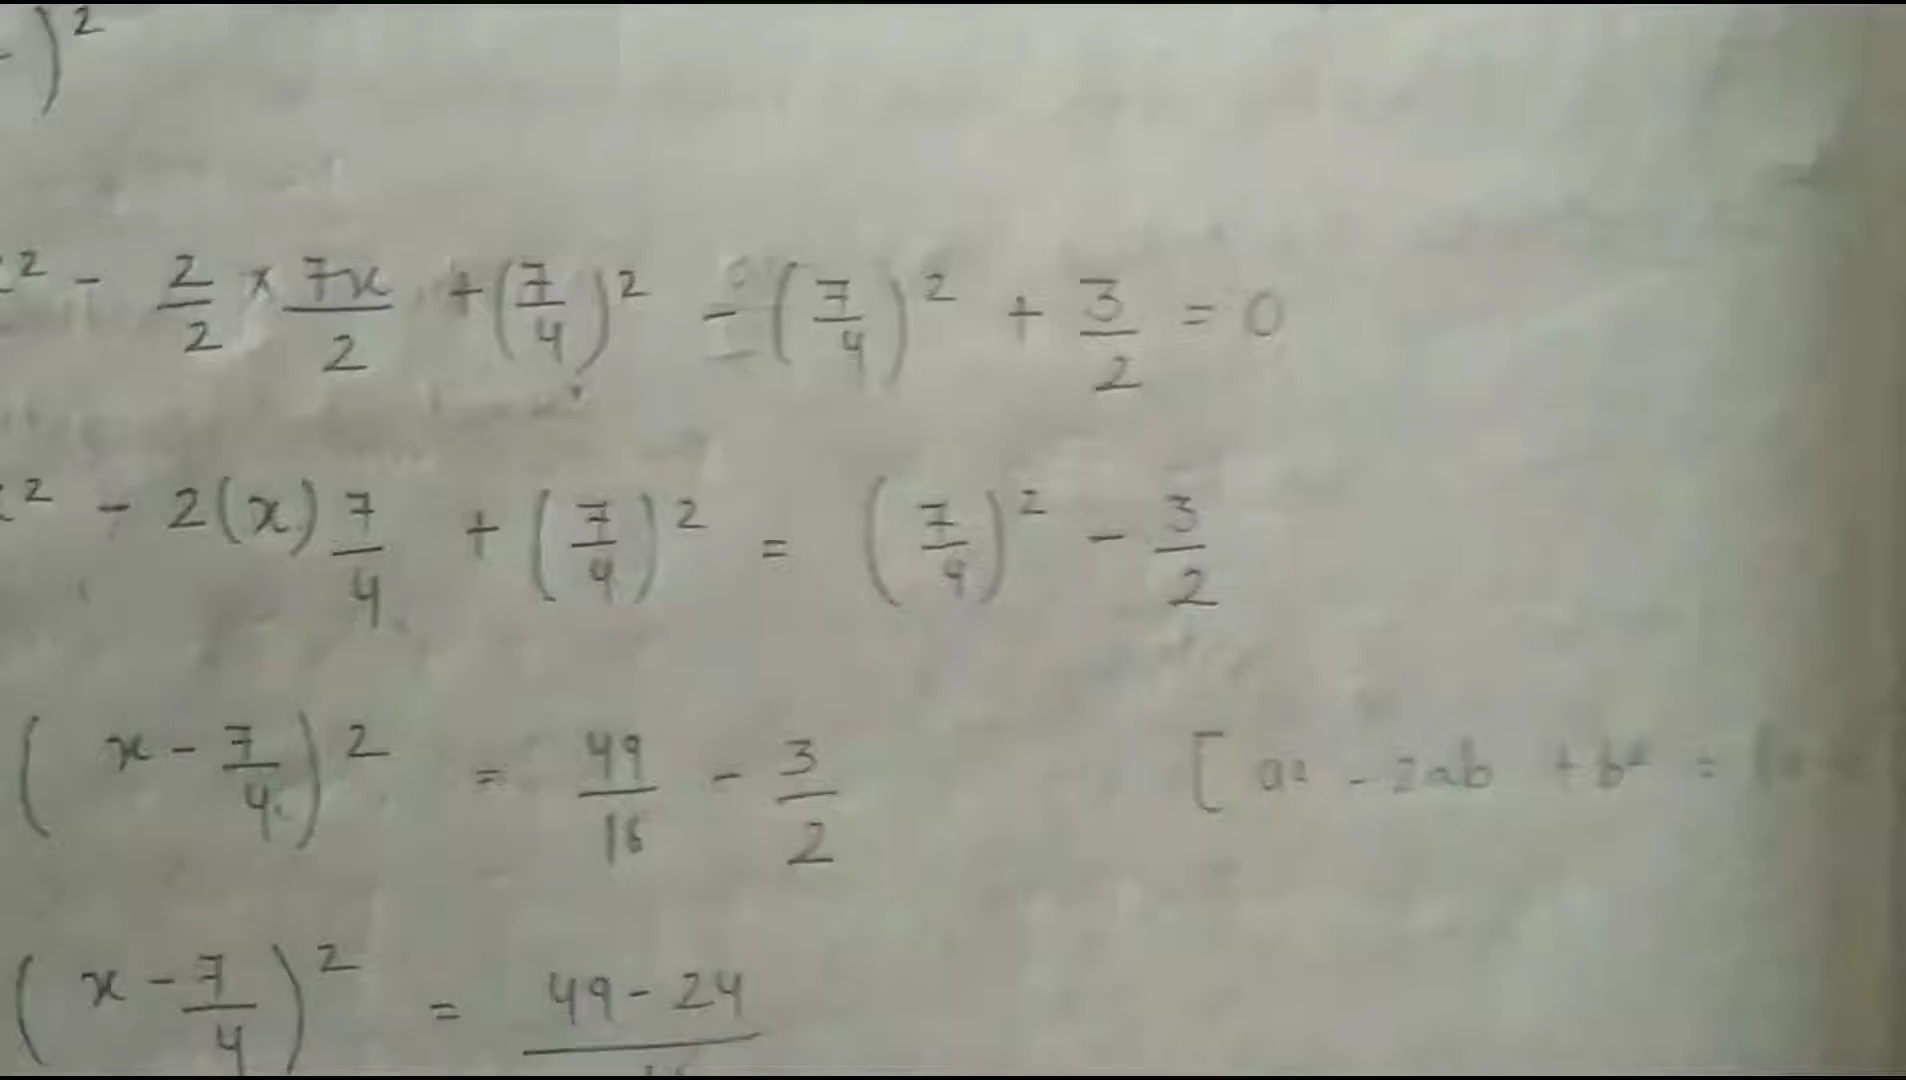 )²
² - 2/2 × 7x/2 + (7/4)² - (7/4)² + 3/2 = 0
x² - 2(x) 7/4 + (7/4)² = (7/4)² - 3/2
(x - 7/4)² = 49/16 - 3/2 [a² - 2ab + b² =
(x - 7/4)² = 49 - 24/16